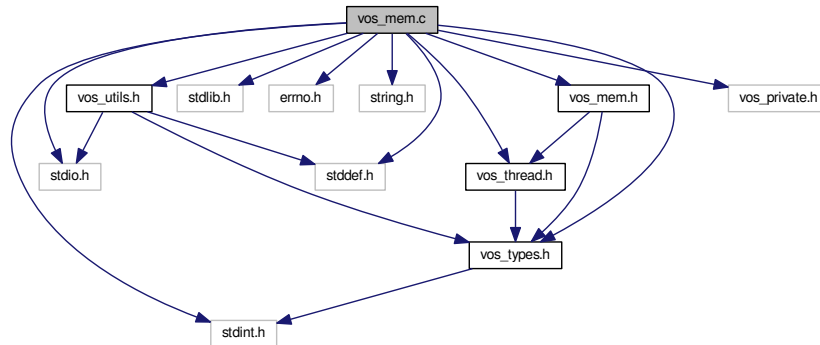 vos_mem.c
vos_utils.h
stdlib.h
errno.h
string.h
vos_mem.h
vos_private.h
stdio.h
stddef.h
vos_thread.h
vos_types.h
stdint.h